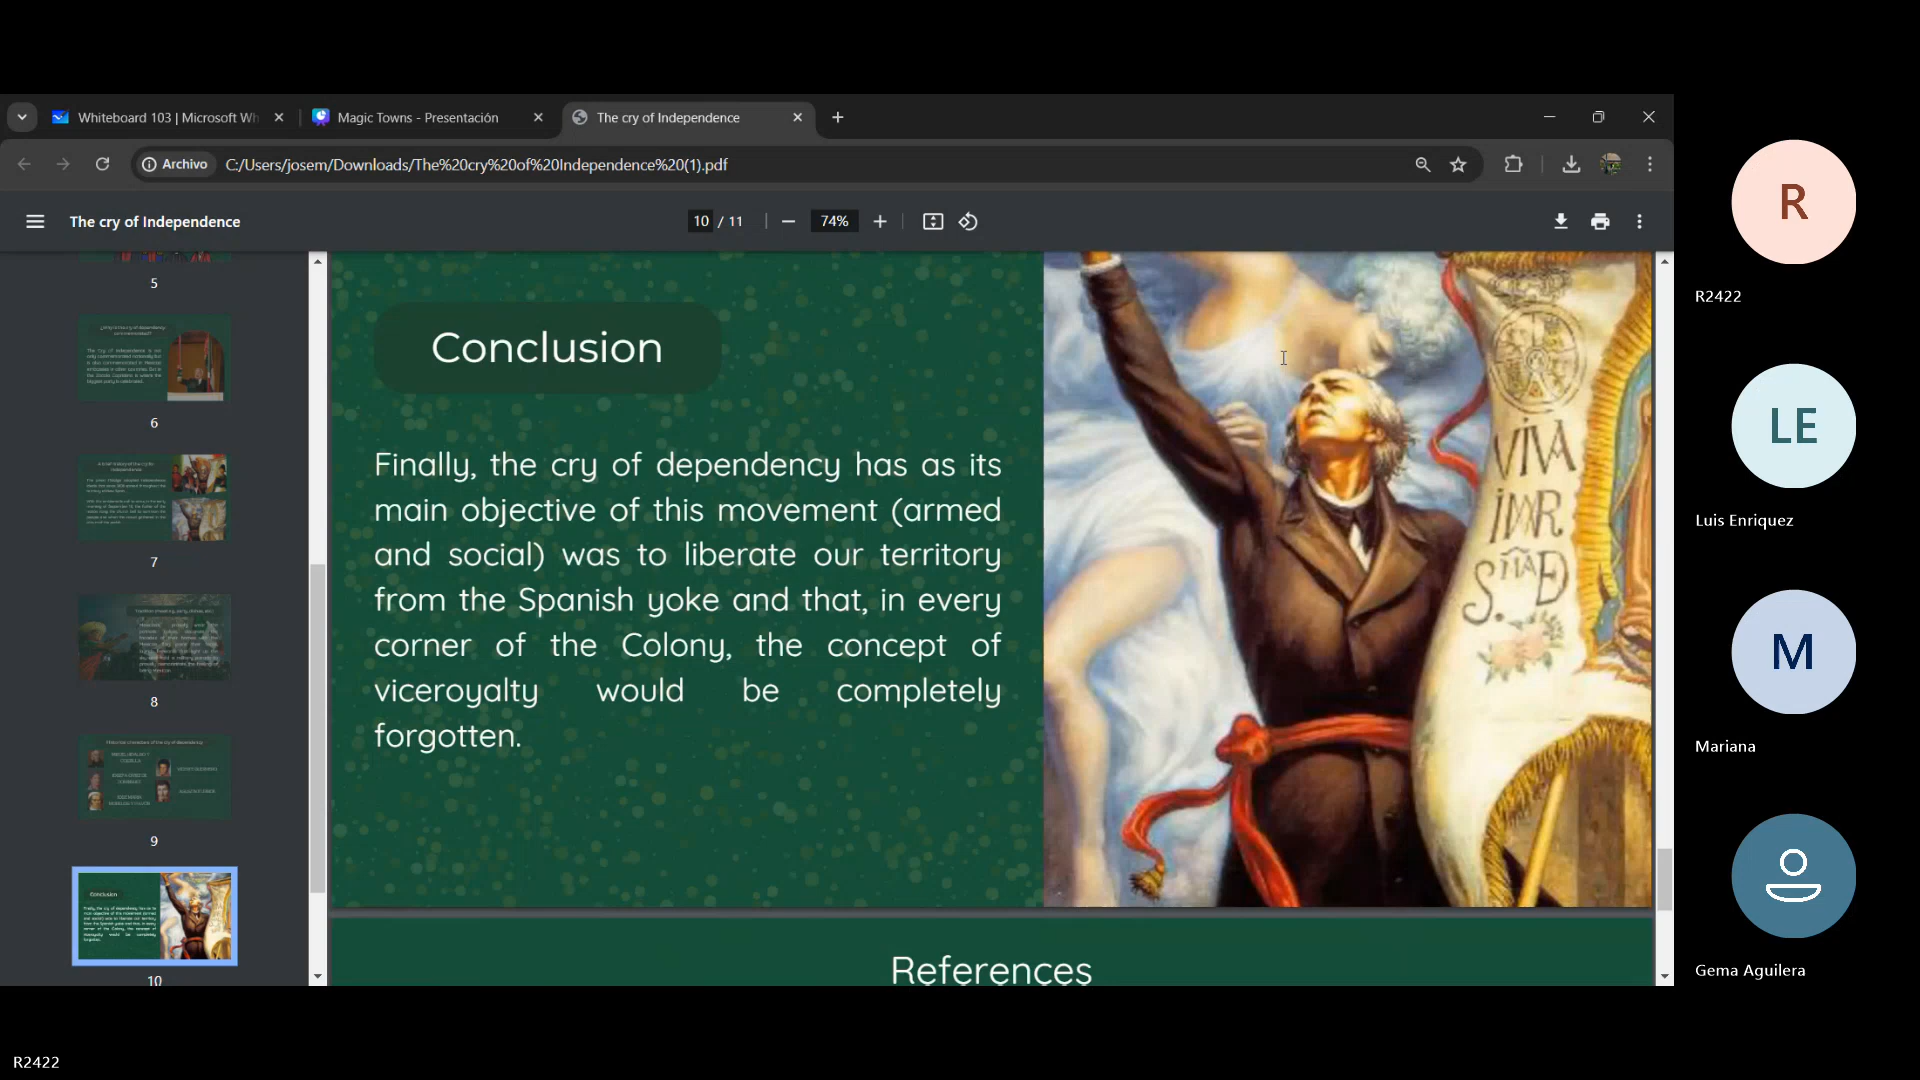 Whiteboard 103 | Microsoft Wh
Magic Towns - Presentación
The cry of Independence
Archivo
C:/Users/josem/Downloads/The%20cry%20of%20Independence%20(1).pdf
The cry of Independence
10 / 11
74%
5
6
7
8
9
10
Conclusion
Finally, the cry of dependency has as its
main objective of this movement (armed
and social) was to liberate our territory
from the Spanish yoke and that, in every
corner of the Colony, the concept of
viceroyalty would be completely
forgotten.
VIVA
References
R
R2422
LE
Luis Enriquez
M
Mariana
Gema Aguilera
R2422